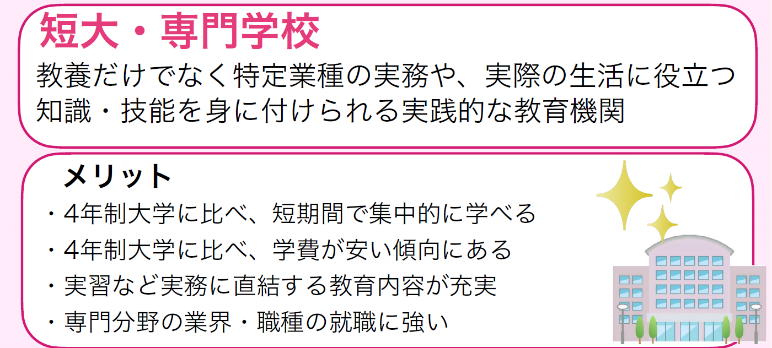 短大・専門学校
教養だけでなく特定業種の実務や、実際の生活に役立つ
知識・技能を身に付けられる実践的な教育機関
メリット
・4年制大学に比べ、短期間で集中的に学べる
・4年制大学に比べ、学費が安い傾向にある
・実習など実務に直結する教育内容が充実
・専門分野の業界・職種の就職に強い